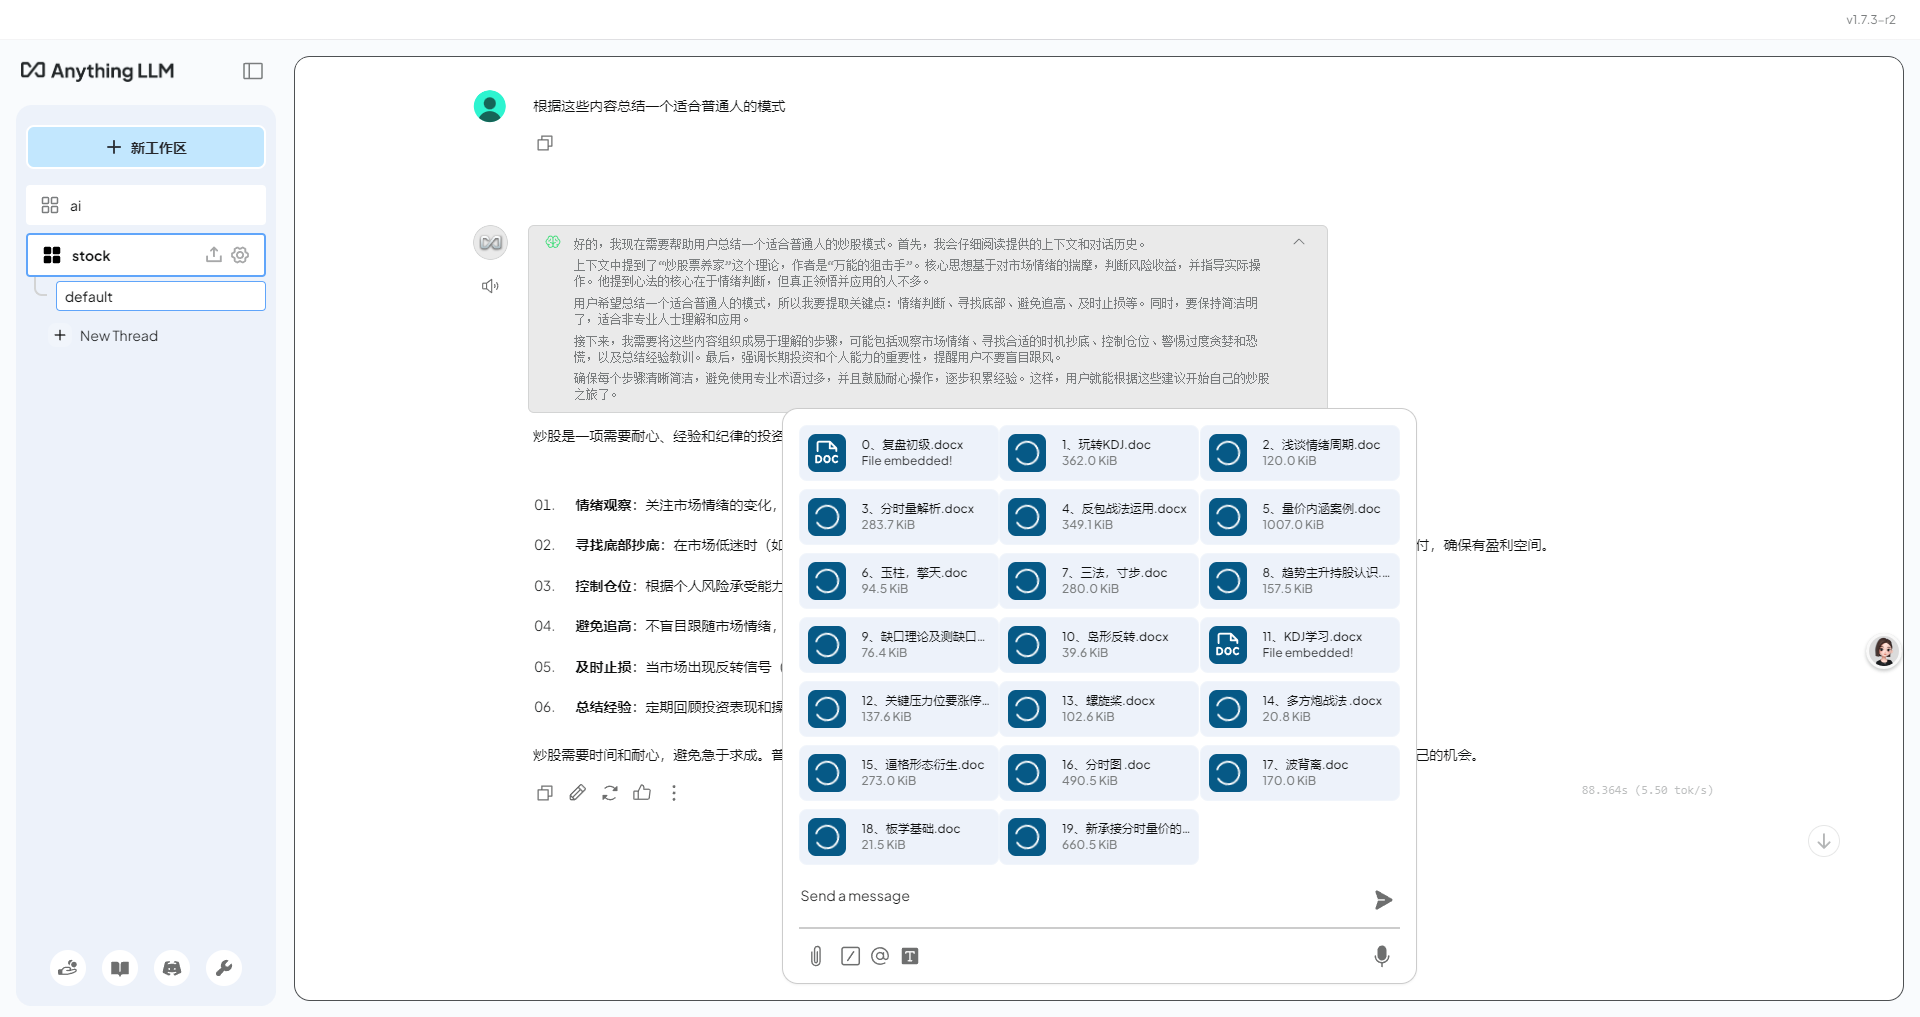 v1.7.3-r2
Anything LLM
新工作区
ai
stock
default
New Thread
根据这些内容总结一个适合普通人的模式
好的，我现在需要帮助用户总结一个适合普通人的炒股模式。首先，我会仔细阅读提供的上下文和对话历史。
上下文中提到了“炒股票养家”这个理论，作者是“万能的狙击手”。核心思想基于对市场情绪的揣摩，判断风险收益，并指导实际操
作。他提到心法的核心在于情绪判断，但真正领悟并应用的人不多。
用户希望总结一个适合普通人的模式，所以我要提取关键点：情绪判断、寻找底部、避免追高、及时止损等。同时，要保持简洁明
了，适合非专业人士理解和应用。
接下来，我需要将这些内容组织成易于理解的步骤，可能包括观察市场情绪、寻找合适的时机抄底、控制仓位、警惕过度贪婪和恐
慌，以及总结经验教训。最后，强调长期投资和个人能力的重要性，提醒用户不要盲目跟风。
确保每个步骤清晰简洁，避免使用专业术语过多，并且鼓励耐心操作，逐步积累经验。这样，用户就能根据这些建议开始自己的炒股
之旅了。
炒股是一项需要耐心、经验和纪律的投资
01. 情绪观察：关注市场情绪的变化，
02. 寻找底部抄底：在市场低迷时（如 付，确保有盈利空间。
03. 控制仓位：根据个人风险承受能力
04. 避免追高：不盲目跟随市场情绪，
05. 及时止损：当市场出现反转信号（
06. 总结经验：定期回顾投资表现和操
炒股需要时间和耐心，避免急于求成。普 己的机会。
88.364s (5.50 tok/s)
DOC
0、复盘初级.docx
File embedded!
1、玩转KDJ.doc
362.0 KiB
2、浅谈情绪周期.doc
120.0 KiB
3、分时量解析.docx
283.7 KiB
4、反包战法运用.docx
349.1 KiB
5、量价内涵案例.doc
1007.0 KiB
6、玉柱，擎天.doc
94.5 KiB
7、三法，寸步.doc
280.0 KiB
8、趋势主升持股认识...
157.5 KiB
9、缺口理论及测缺口...
76.4 KiB
10、岛形反转.docx
39.6 KiB
DOC
11、KDJ学习.docx
File embedded!
12、关键压力位要涨停...
137.6 KiB
13、螺旋桨.docx
102.6 KiB
14、多方炮战法 .docx
20.8 KiB
15、逼格形态衍生.doc
273.0 KiB
16、分时图 .doc
490.5 KiB
17、波背离.doc
170.0 KiB
18、板学基础.doc
21.5 KiB
19、新承接分时量价的...
660.5 KiB
Send a message